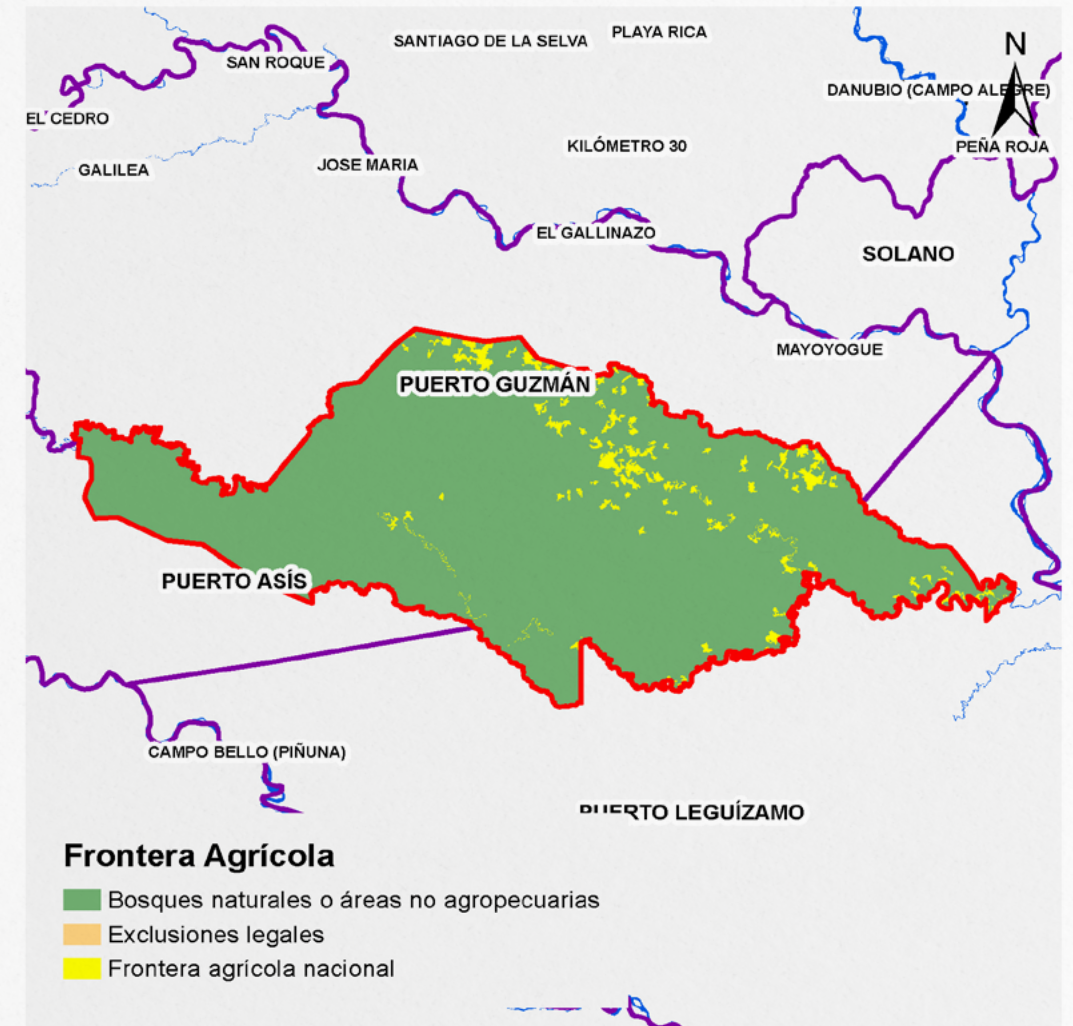 SANTIAGO DE LA SELVA
PLAYA RICA
N
SAN ROQUE
DANUBIO (CAMPO ALEGRE)
EL CEDRO
KILÓMETRO 30
PEÑA ROJA
GALILEA
JOSE MARIA
EL GALLINAZO
SOLANO
MAYOYOGUE
PUERTO GUZMÁN
PUERTO ASÍS
CAMPO BELLO (PIÑUNA)
PUERTO LEGUÍZAMO
Frontera Agrícola
Bosques naturales o áreas no agropecuarias
Exclusiones legales
Frontera agrícola nacional